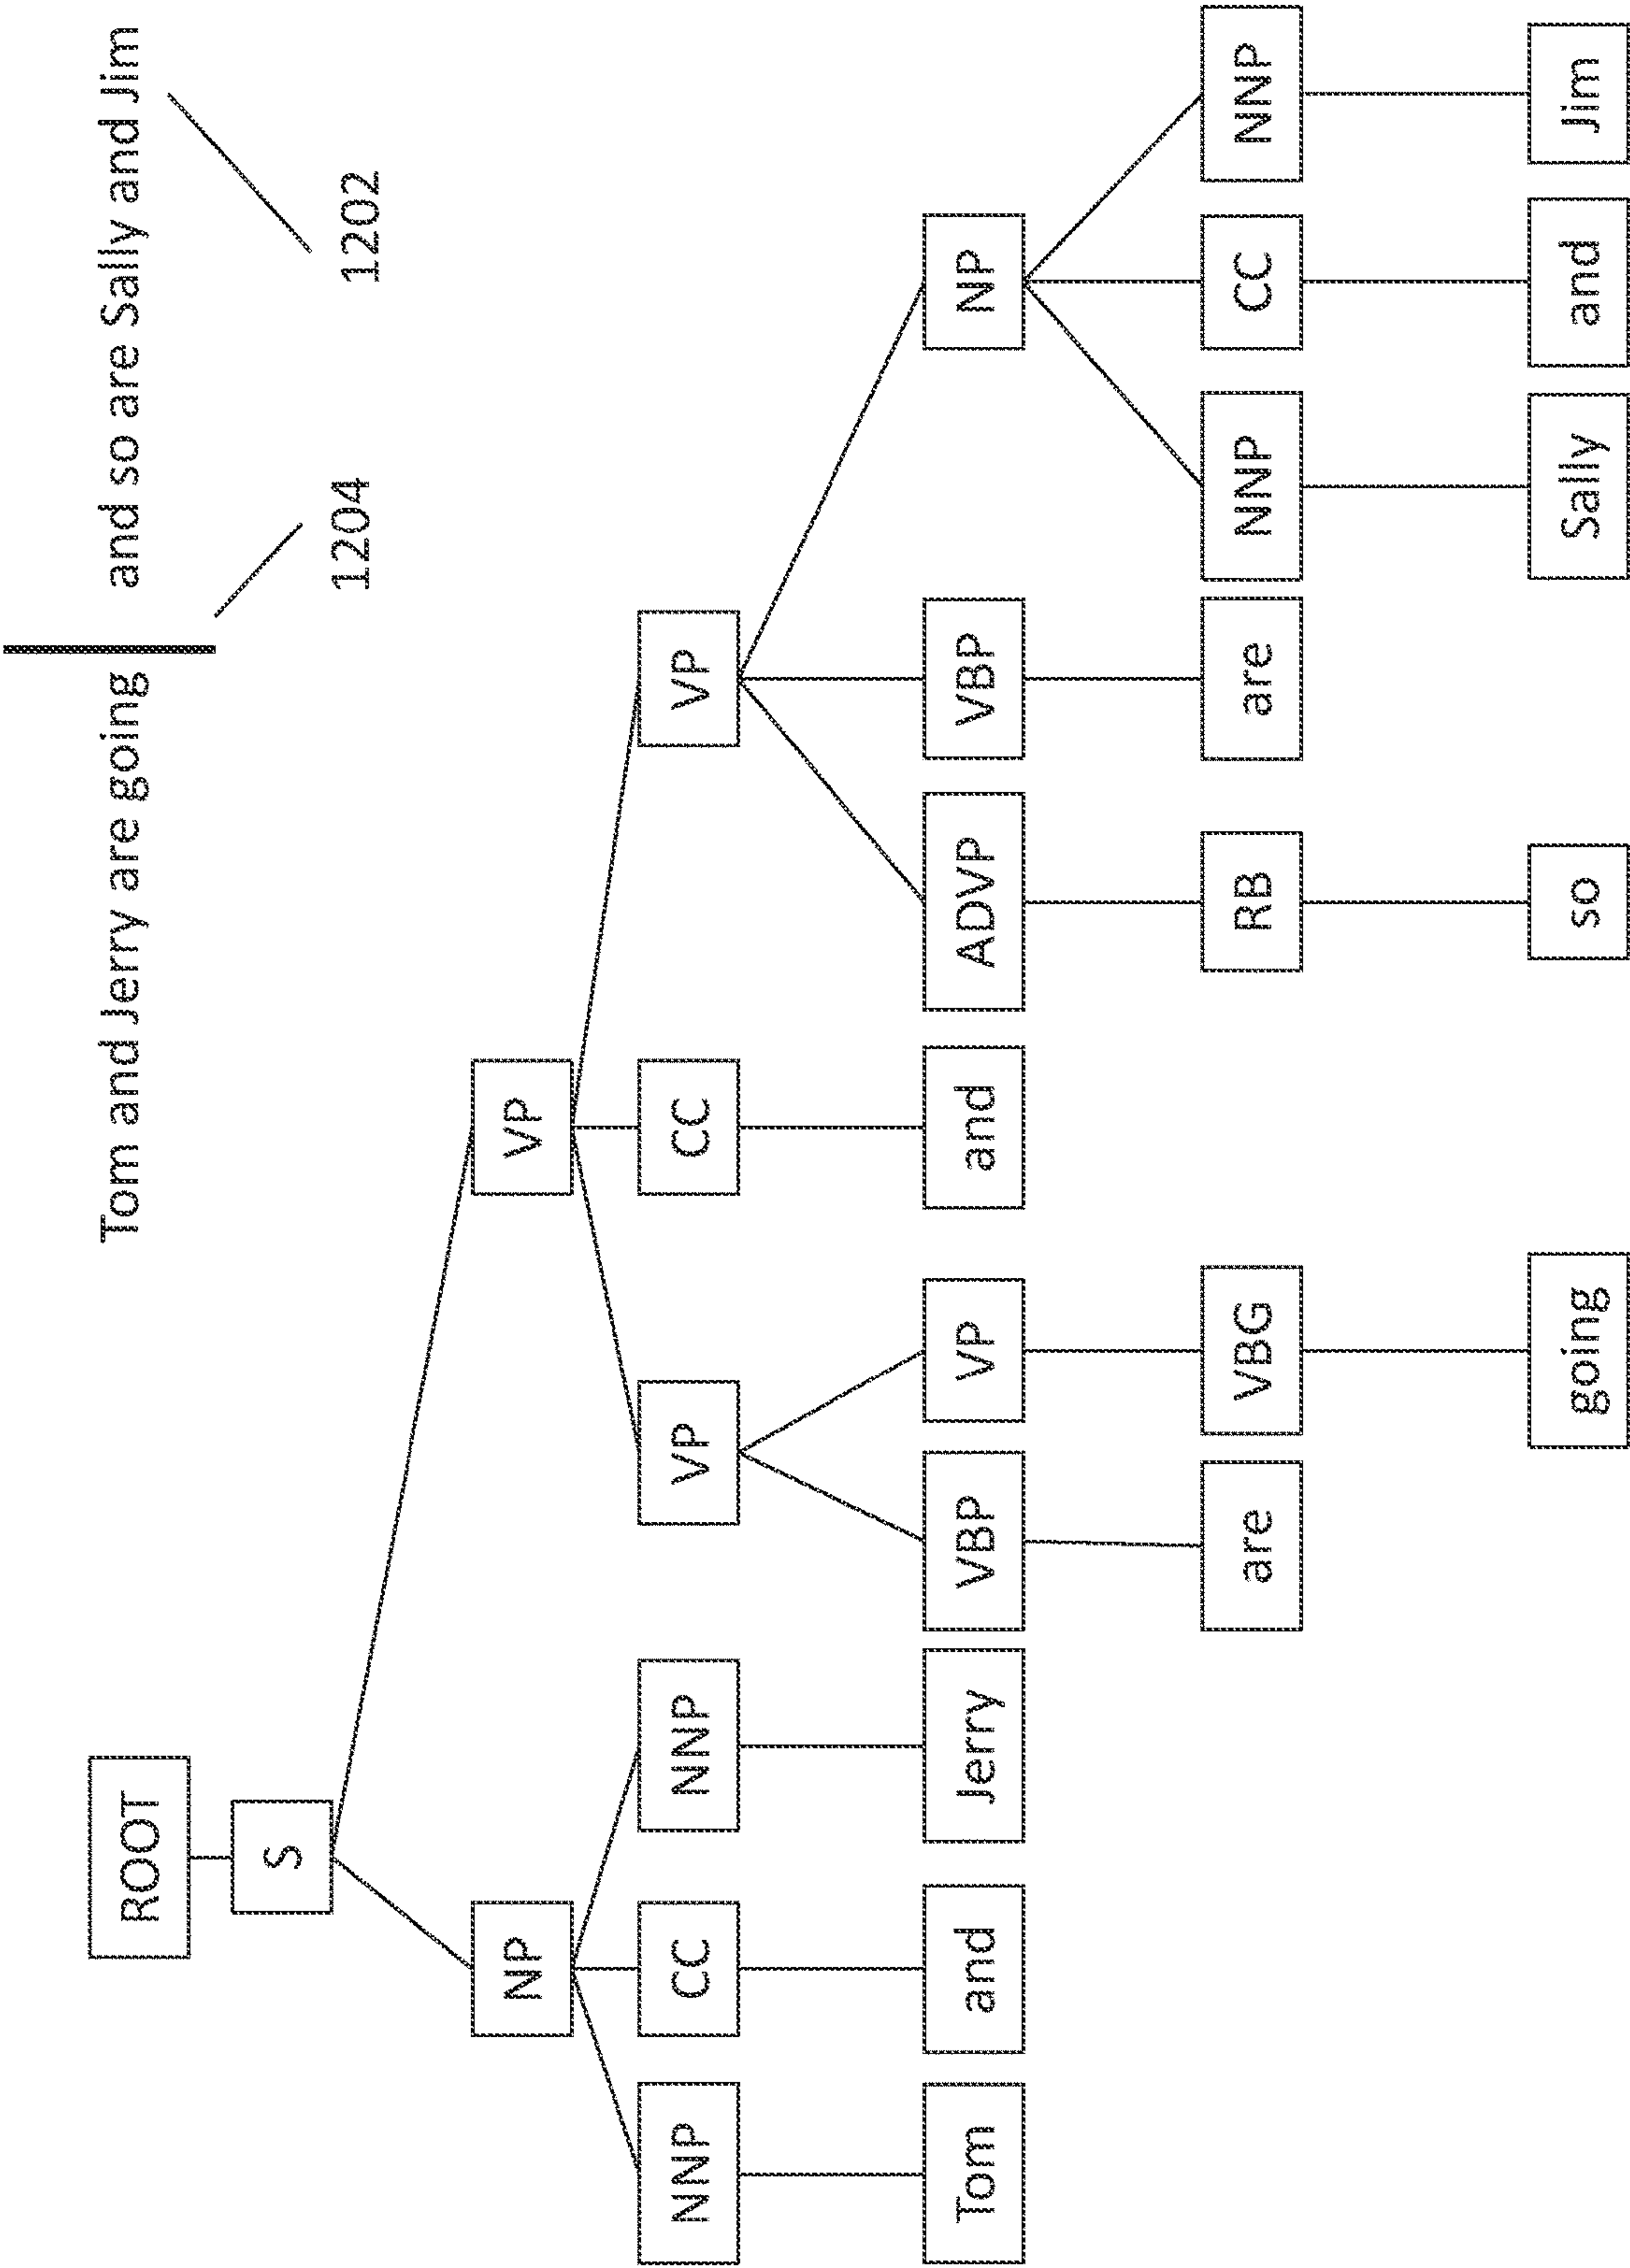 Tom and Jerry are going and so are Sally and Jim
1204 1202
ROOT
S
NP VP
NNP CC NNP VP CC VP
Tom and Jerry VBP VP and ADVP VBP NP
are VBG RB are NNP CC NNP
going so Sally and Jim